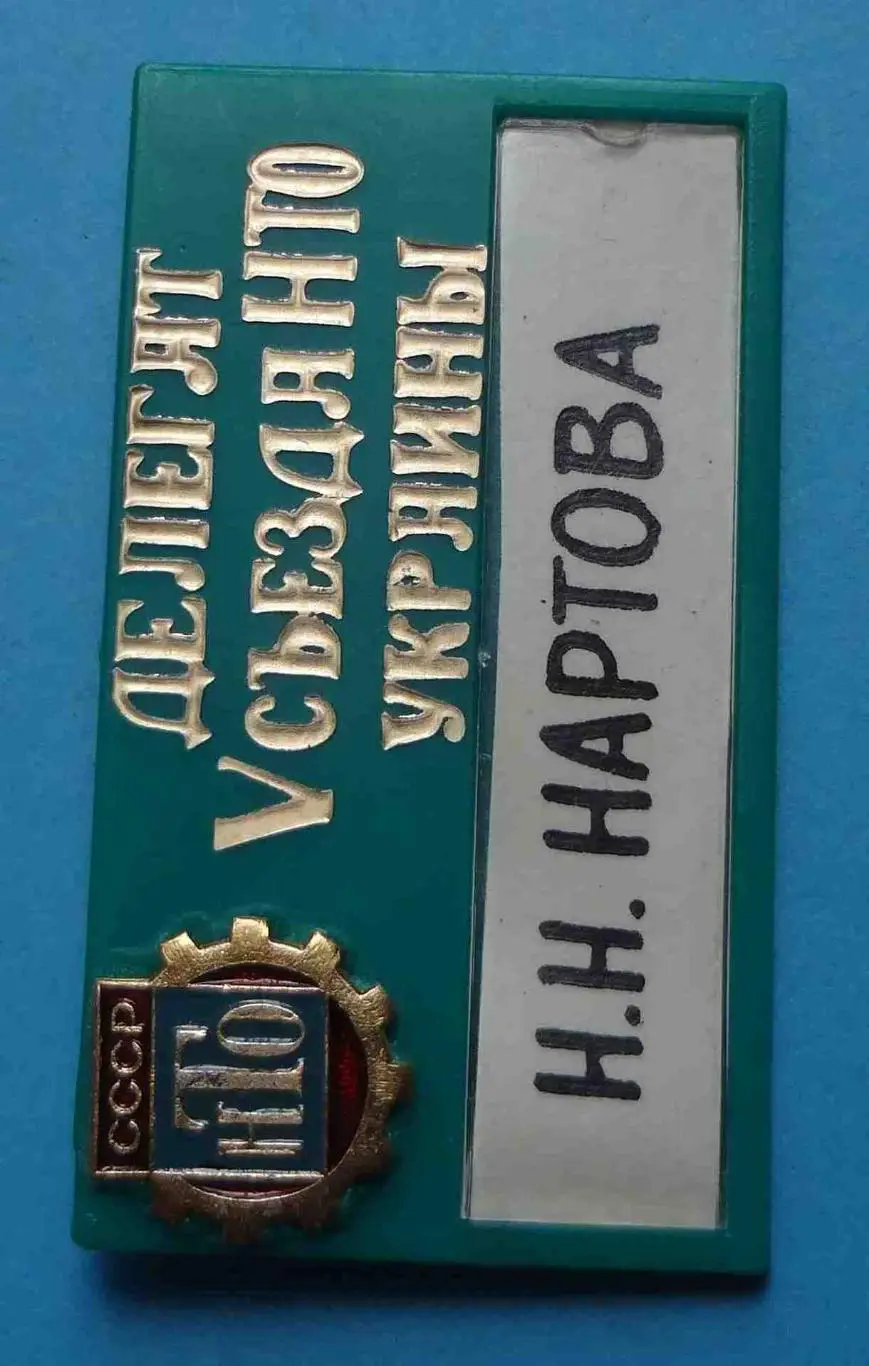 ДЕЛЕГАТ
V СЪЕЗДА НТО
УКРАИНЫ
СССР
НТО
Н.Н. НАРТОВА